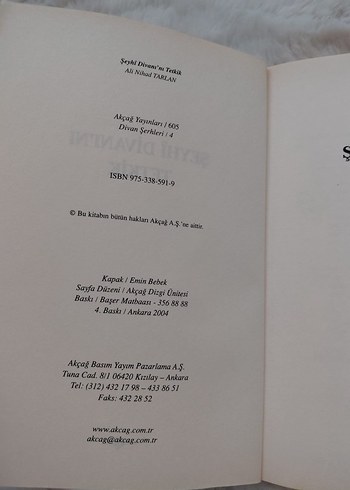 Şeyhî Divanı'nı Tetkik
Ali Nihad TARLAN
Akçağ Yayınları / 605
Divan Şerhleri / 4
ISBN 975-338-591-9
© Bu kitabın bütün hakları Akçağ A.Ş.'ne aittir.
Kapak / Emin Bebek
Sayfa Düzeni / Akçağ Dizgi Ünitesi
Baskı / Başer Matbaası - 356 88 88
4. Baskı / Ankara 2004
Akçağ Basım Yayım Pazarlama A.Ş.
Tuna Cad. 8/1 06420 Kızılay – Ankara
Tel: (312) 432 17 98 – 433 86 51
Faks: 432 28 52
www.akcag.com.tr
akcag@akcag.com.tr
Ş